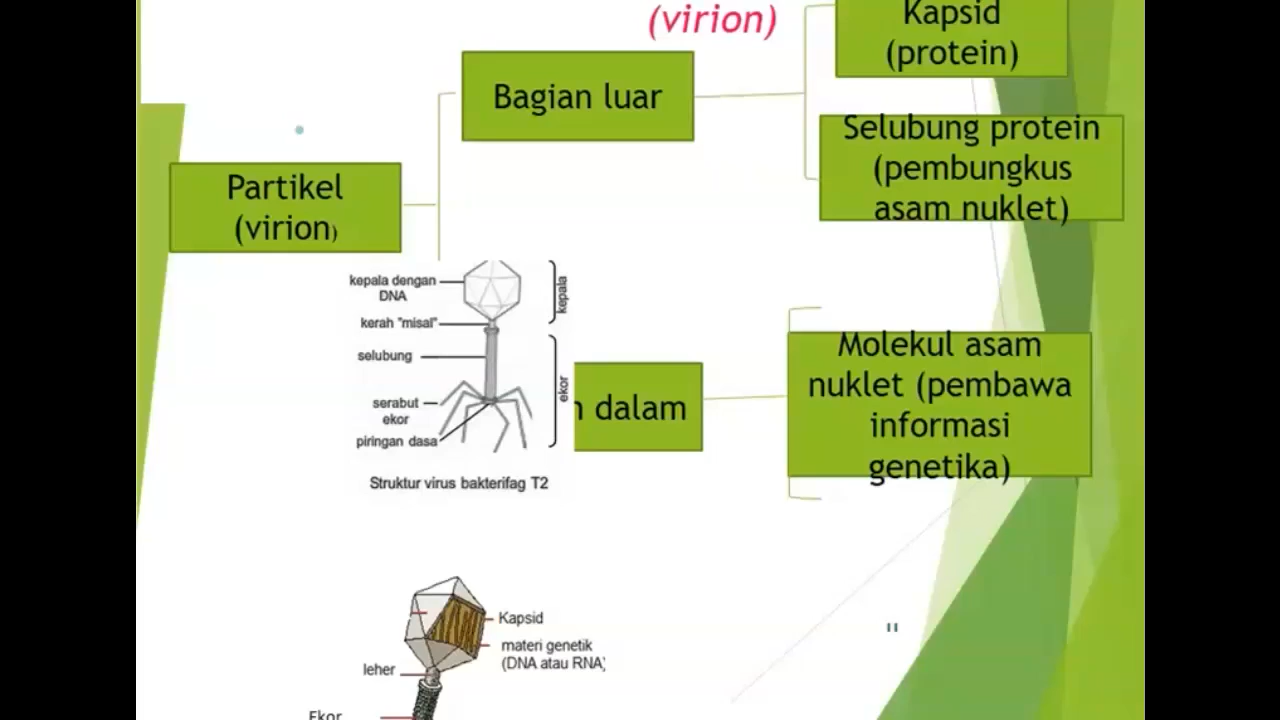 (virion)
Kapsid
(protein)
Bagian luar
Selubung protein
(pembungkus
asam nuklet)
Partikel
(virion)
kepala dengan
DNA
kepala
kerah "misal"
selubung
ekor
serabut
ekor
piringan dasa
Struktur virus bakterifag T2
dalam
Molekul asam
nuklet (pembawa
informasi
genetika)
Kapsid
materi genetik
(DNA atau RNA)
leher
Ekor
"